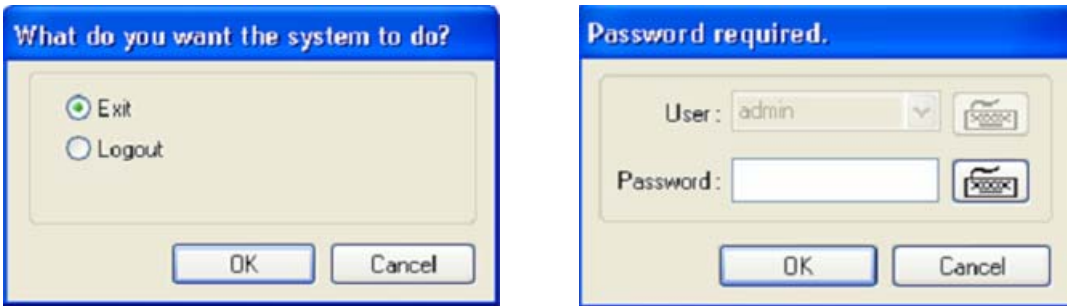 What do you want the system to do?
Exit
Logout
OK Cancel
Password required.
User : admin
Password :
OK Cancel